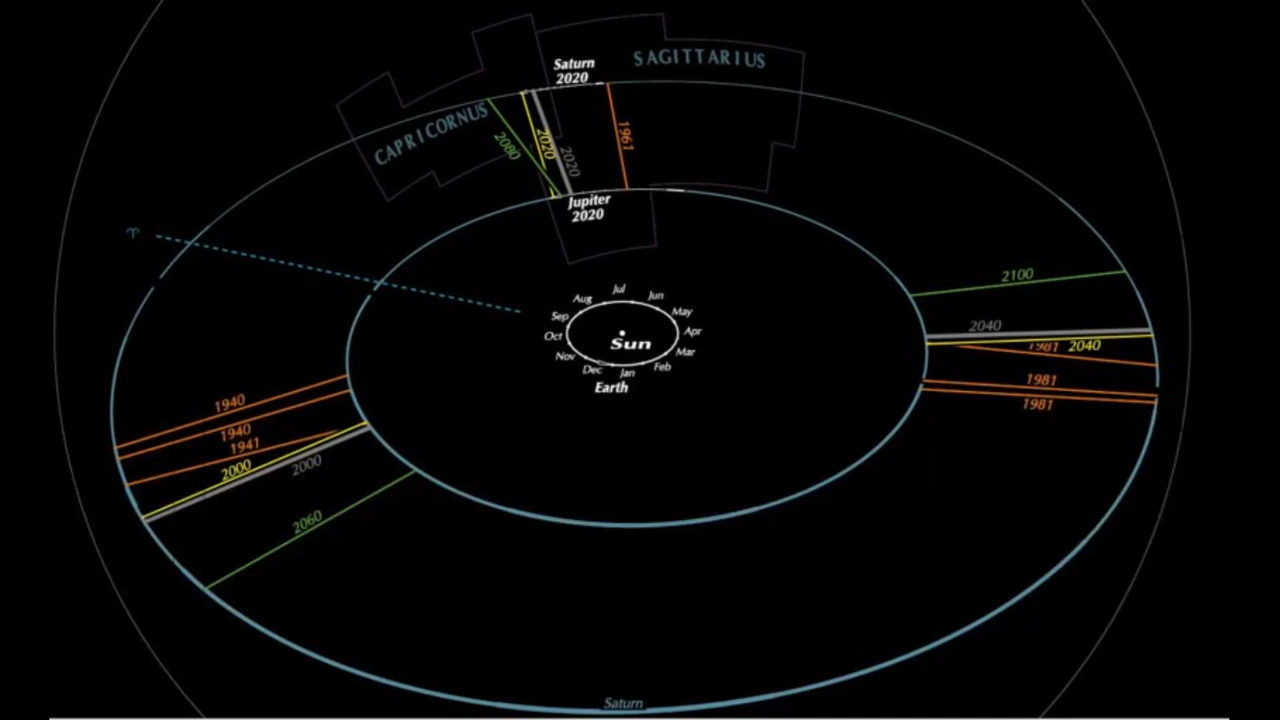 SAGITTARIUS
Saturn
2020
CAPRICORNUS
2080
2020
2020
1961
Jupiter
2020
♈
2100
2040
1981 2040
1981
1981
Jul
Aug
Jun
Sep
May
Oct
Apr
Sun
Nov
Mar
Dec
Jan
Feb
Earth
1940
1940
1941
2000
2000
2060
Saturn